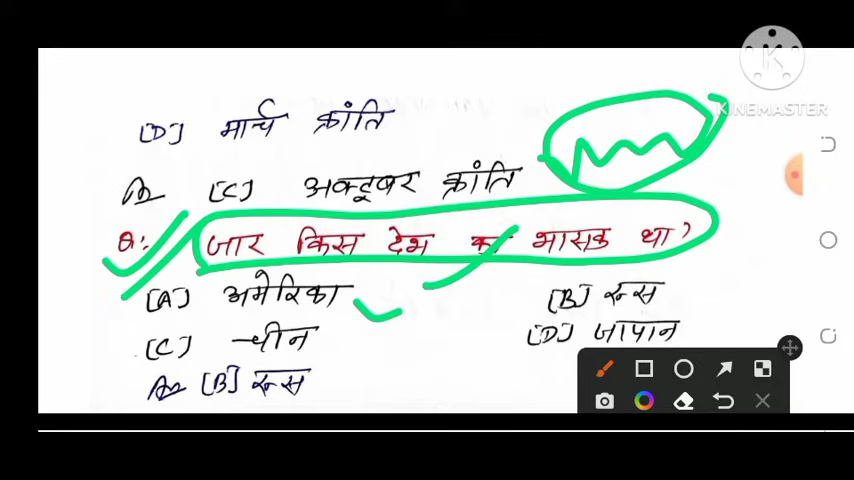 [D] मार्च क्रांति
KINEMASTER
Ans [C] अक्टूबर क्रांति
Q:- जार किस देश का शासक था?
[A] अमेरिका [B] रूस
[C] चीन [D] जापान
Ans [B] रूस